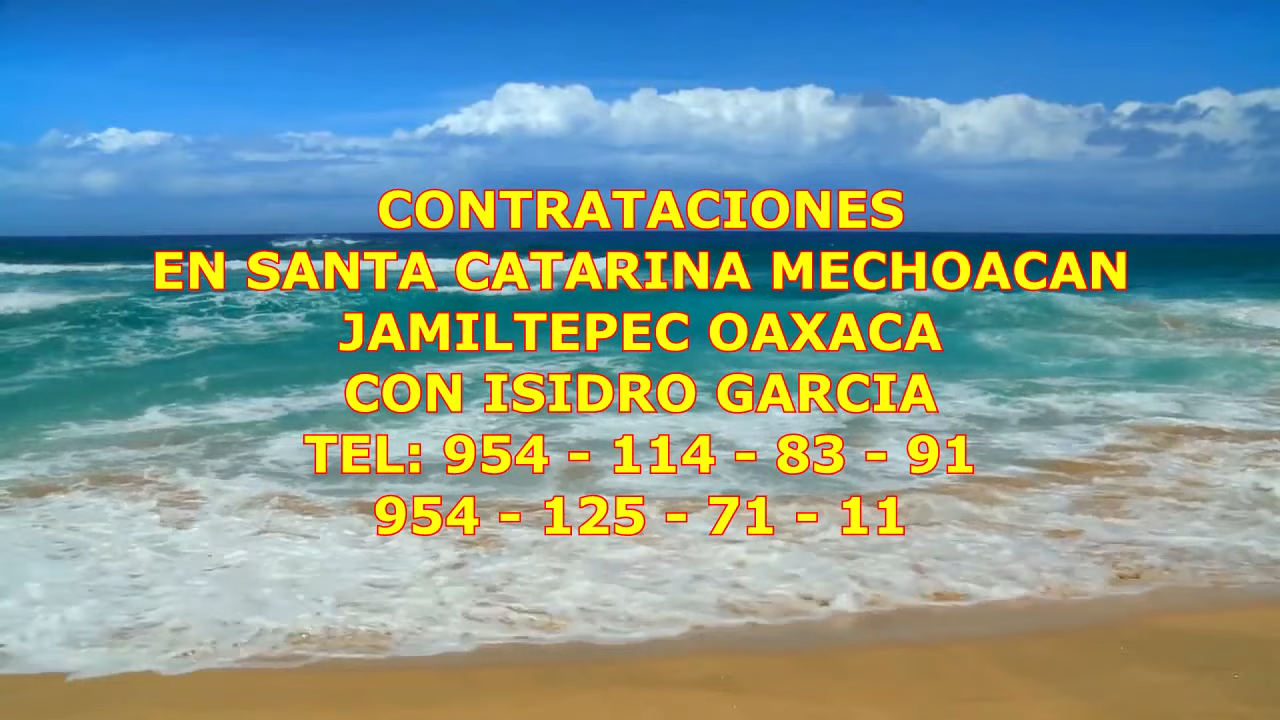 CONTRATACIONES
EN SANTA CATARINA MECHOACAN
JAMILTEPEC OAXACA
CON ISIDRO GARCIA
TEL: 954 - 114 - 83 - 91
954 - 125 - 71 - 11